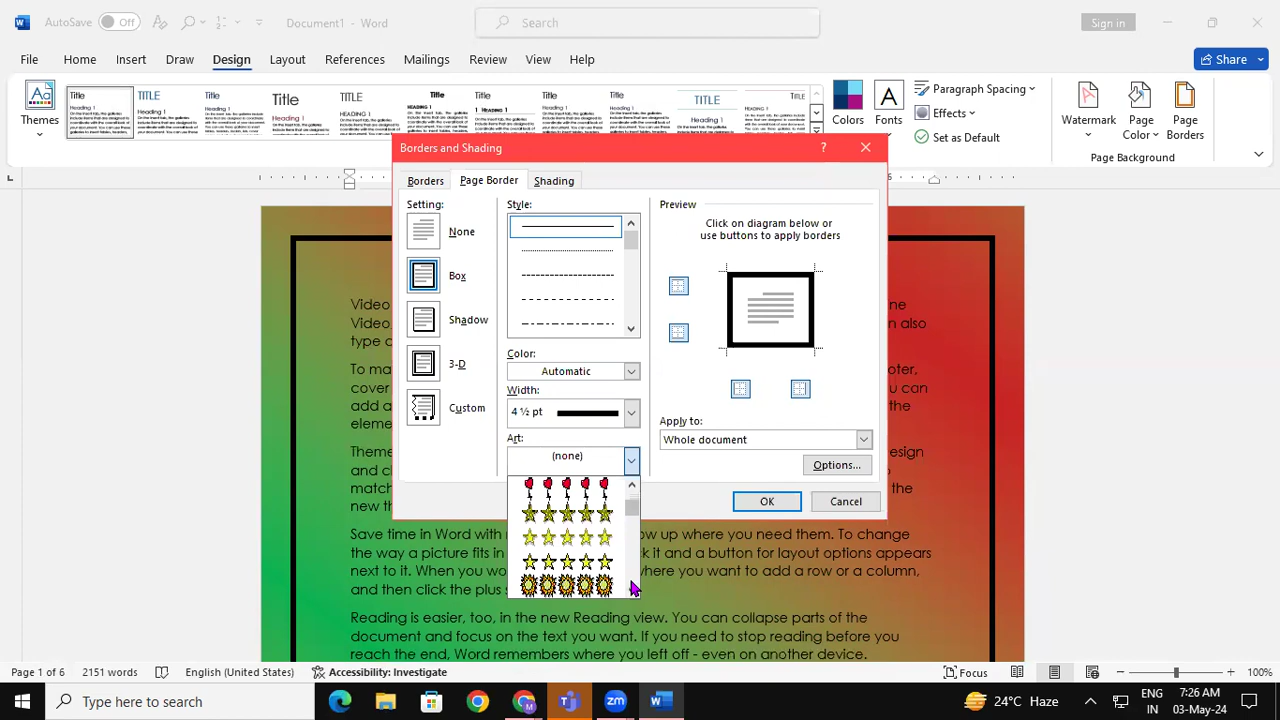 AutoSave Off
Document1 - Word
Search
Sign in
File Home Insert Draw Design Layout References Mailings Review View Help
Share
Themes
Title
Heading 1
Title
TITLE
Colors
Fonts
Paragraph Spacing
Effects
Set as Default
Watermark
Page
Color
Page
Borders
Page Background
Borders and Shading
?
Borders Page Border Shading
Setting:
None
Box
Shadow
3-D
Custom
Style:
Color:
Automatic
Width:
4 ½ pt
Art:
(none)
Preview
Click on diagram below or
use buttons to apply borders
Apply to:
Whole document
Options...
OK Cancel
Video
Video, also
type
To ma
cover can
add a the
eleme
Theme esign
and cli
match the
new th
Save time in Word with ow up where you need them. To change
the way a picture fits in ck it and a button for layout options appears
next to it. When you wo where you want to add a row or a column,
and then click the plus s
Reading is easier, too, in the new Reading view. You can collapse parts of the
document and focus on the text you want. If you need to stop reading before you
reach the end, Word remembers where you left off - even on another device.
Page 1 of 6 2151 words English (United States) Accessibility: Investigate Focus 100%
Type here to search
24°C Haze
ENG
IN
7:26 AM
03-May-24